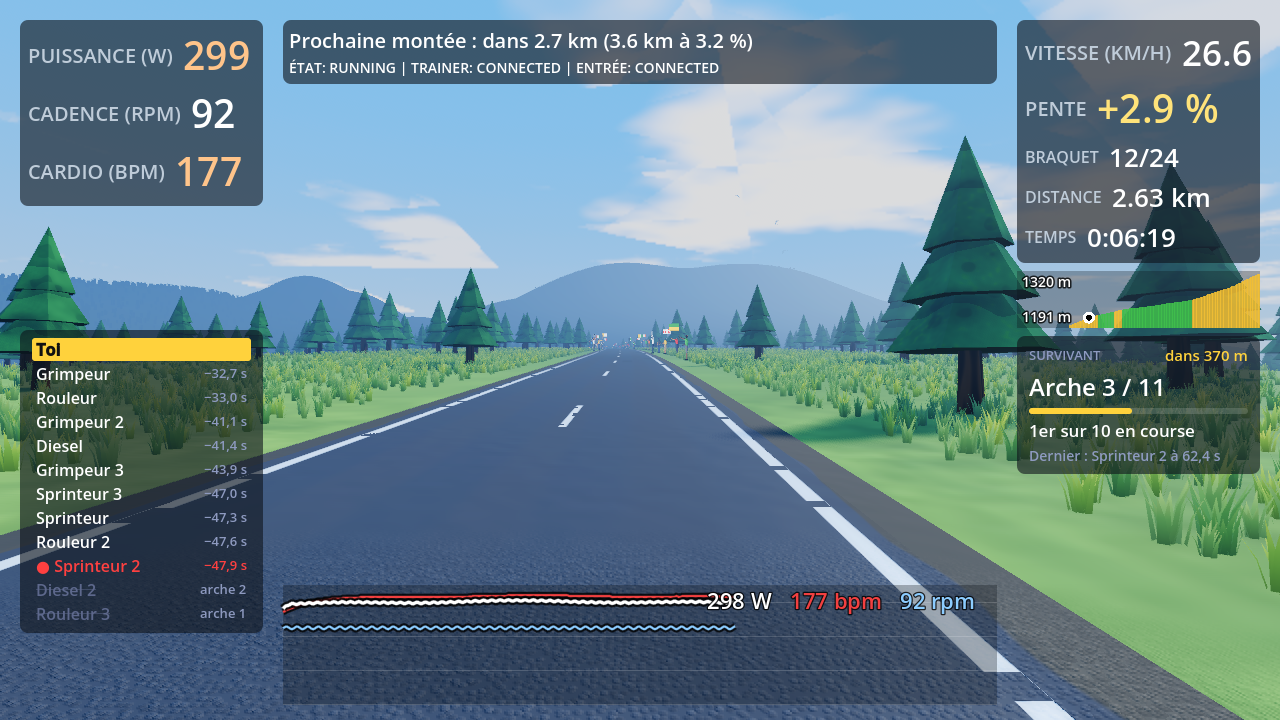 PUISSANCE (W) 299
CADENCE (RPM) 92
CARDIO (BPM) 177
Prochaine montée : dans 2.7 km (3.6 km à 3.2 %)
ÉTAT: RUNNING | TRAINER: CONNECTED | ENTRÉE: CONNECTED
VITESSE (KM/H) 26.6
PENTE +2.9 %
BRAQUET 12/24
DISTANCE 2.63 km
TEMPS 0:06:19
1320 m
1191 m
SURVIVANT dans 370 m
Arche 3 / 11
1er sur 10 en course
Dernier : Sprinteur 2 à 62,4 s
Toi
Grimpeur −32,7 s
Rouleur −33,0 s
Grimpeur 2 −41,1 s
Diesel −41,4 s
Grimpeur 3 −43,9 s
Sprinteur 3 −47,0 s
Sprinteur −47,3 s
Rouleur 2 −47,6 s
Sprinteur 2 −47,9 s
Diesel 2 arche 2
Rouleur 3 arche 1
298 W 177 bpm 92 rpm